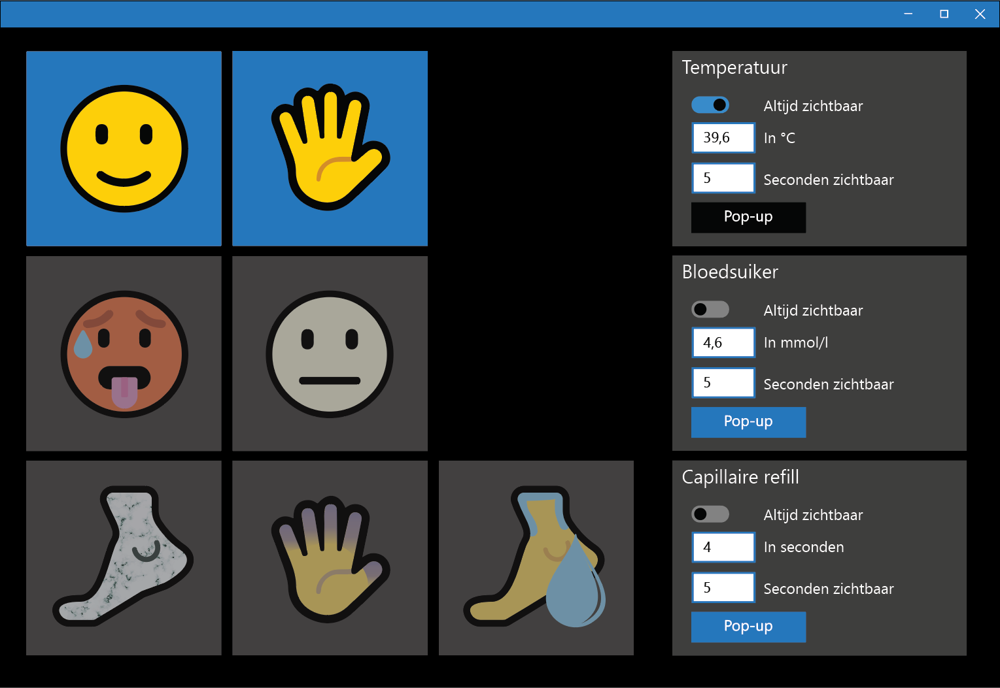 Temperatuur
Altijd zichtbaar
39,6 In °C
5 Seconden zichtbaar
Pop-up
Bloedsuiker
Altijd zichtbaar
4,6 In mmol/l
5 Seconden zichtbaar
Pop-up
Capillaire refill
Altijd zichtbaar
4 In seconden
5 Seconden zichtbaar
Pop-up